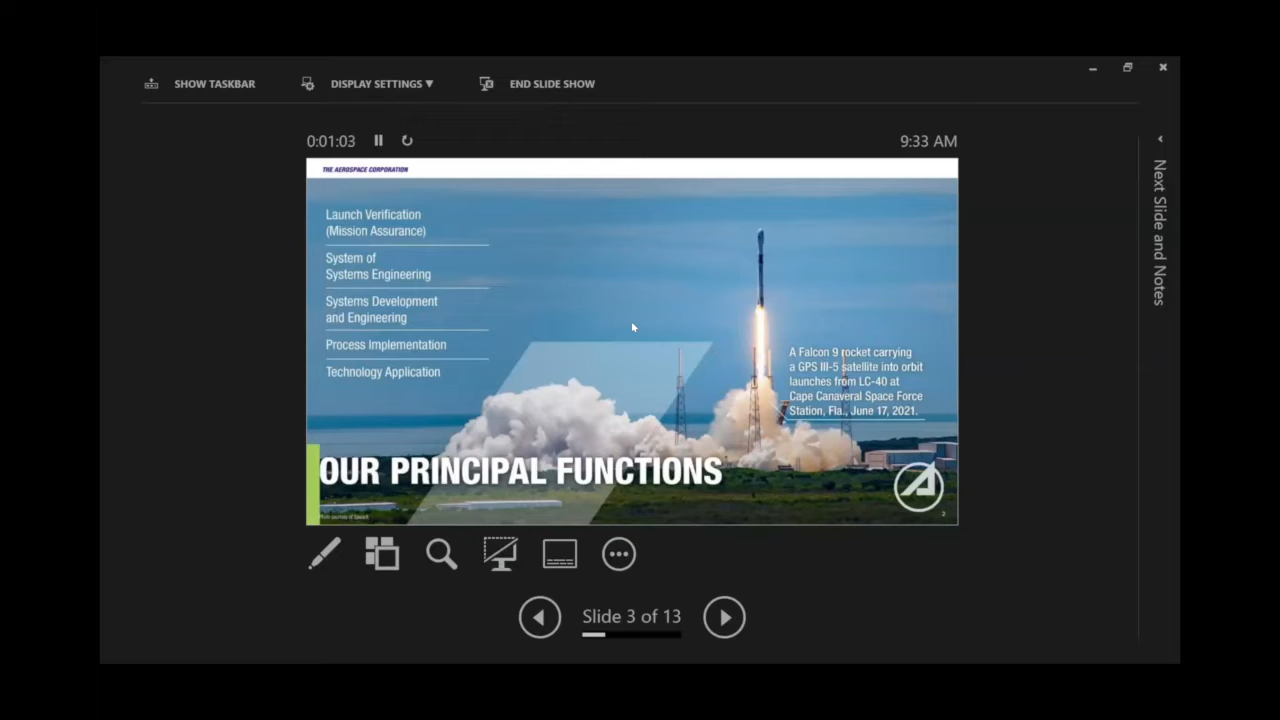 SHOW TASKBAR
DISPLAY SETTINGS ▼
END SLIDE SHOW
0:01:03
9:33 AM
THE AEROSPACE CORPORATION
Launch Verification
(Mission Assurance)
System of
Systems Engineering
Systems Development
and Engineering
Process Implementation
Technology Application
A Falcon 9 rocket carrying
a GPS III-5 satellite into orbit
launches from LC-40 at
Cape Canaveral Space Force
Station, Fla., June 17, 2021.
OUR PRINCIPAL FUNCTIONS
2
Slide 3 of 13
Next Slide and Notes